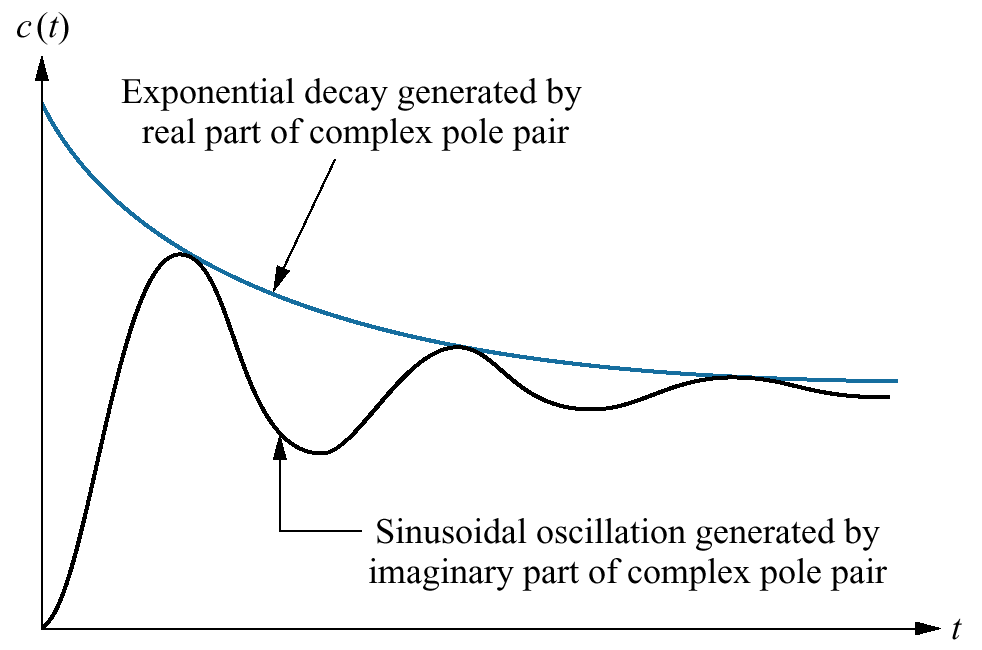 c(t)
Exponential decay generated by
real part of complex pole pair
Sinusoidal oscillation generated by
imaginary part of complex pole pair
t